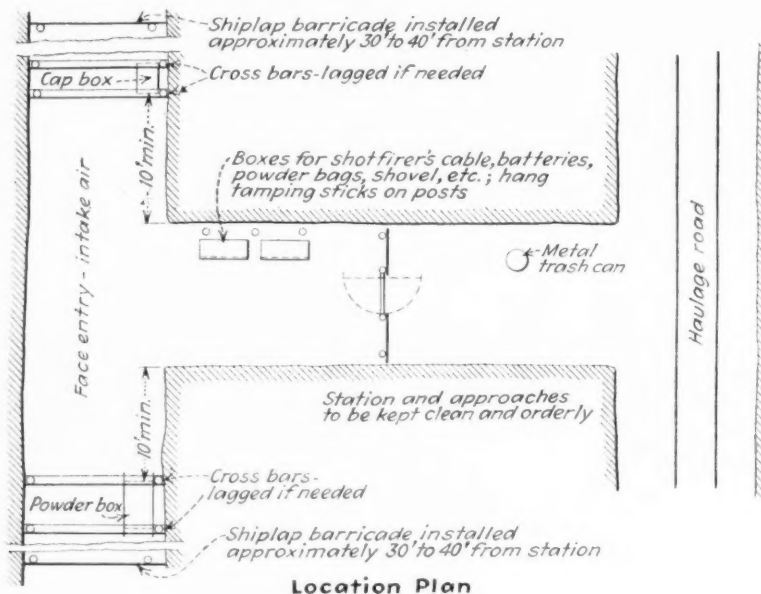 Shiplap barricade installed
approximately 30' to 40' from station
Cap box
Cross bars-lagged if needed
10' min.
Boxes for shotfirer's cable, batteries,
powder bags, shovel, etc.; hang
tamping sticks on posts
Metal
trash can
Haulage road
Face entry - intake air
10' min.
Station and approaches
to be kept clean and orderly
Cross bars-
lagged if needed
Powder box
Shiplap barricade installed
approximately 30' to 40' from station
Location Plan